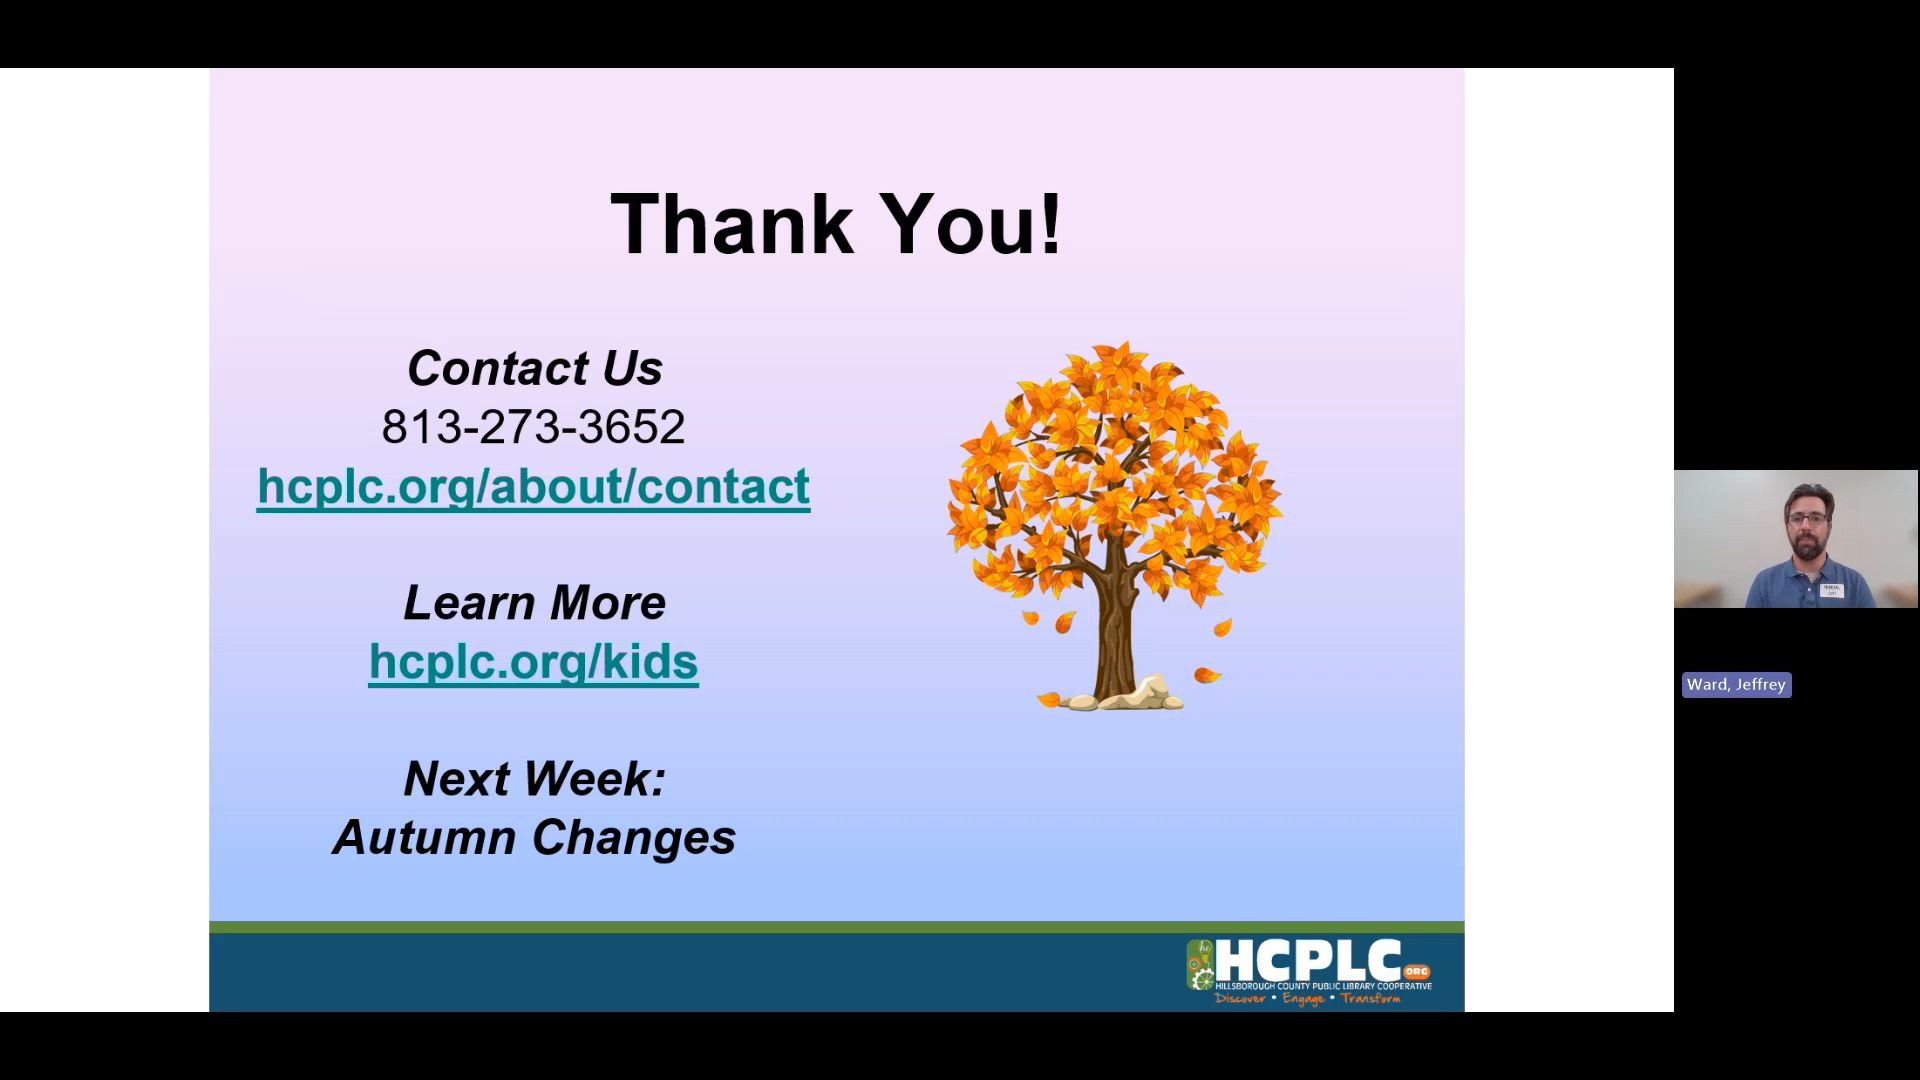 Thank You!
Contact Us
813-273-3652
hcplc.org/about/contact
Learn More
hcplc.org/kids
Next Week:
Autumn Changes
hc
HCPLC
ORG
HILLSBOROUGH COUNTY PUBLIC LIBRARY COOPERATIVE
Discover • Engage • Transform
Ward, Jeffrey